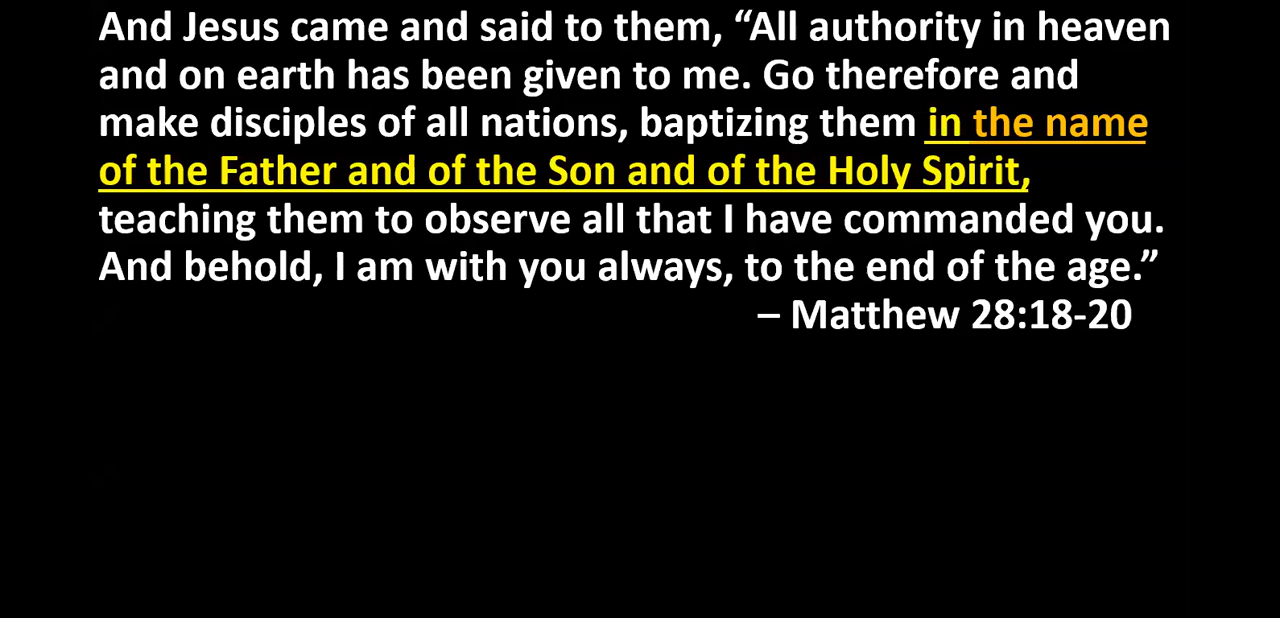 And Jesus came and said to them, “All authority in heaven
and on earth has been given to me. Go therefore and
make disciples of all nations, baptizing them in the name
of the Father and of the Son and of the Holy Spirit,
teaching them to observe all that I have commanded you.
And behold, I am with you always, to the end of the age.”
– Matthew 28:18-20